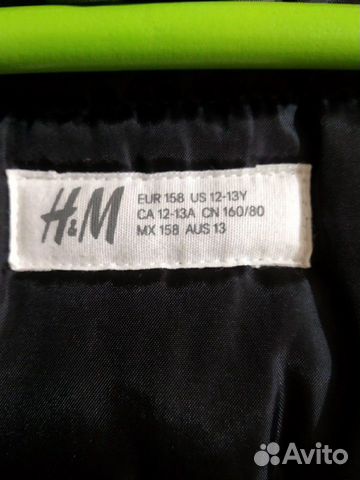 H&M
EUR 158 US 12-13Y
CA 12-13A CN 160/80
MX 158 AUS 13
Avito